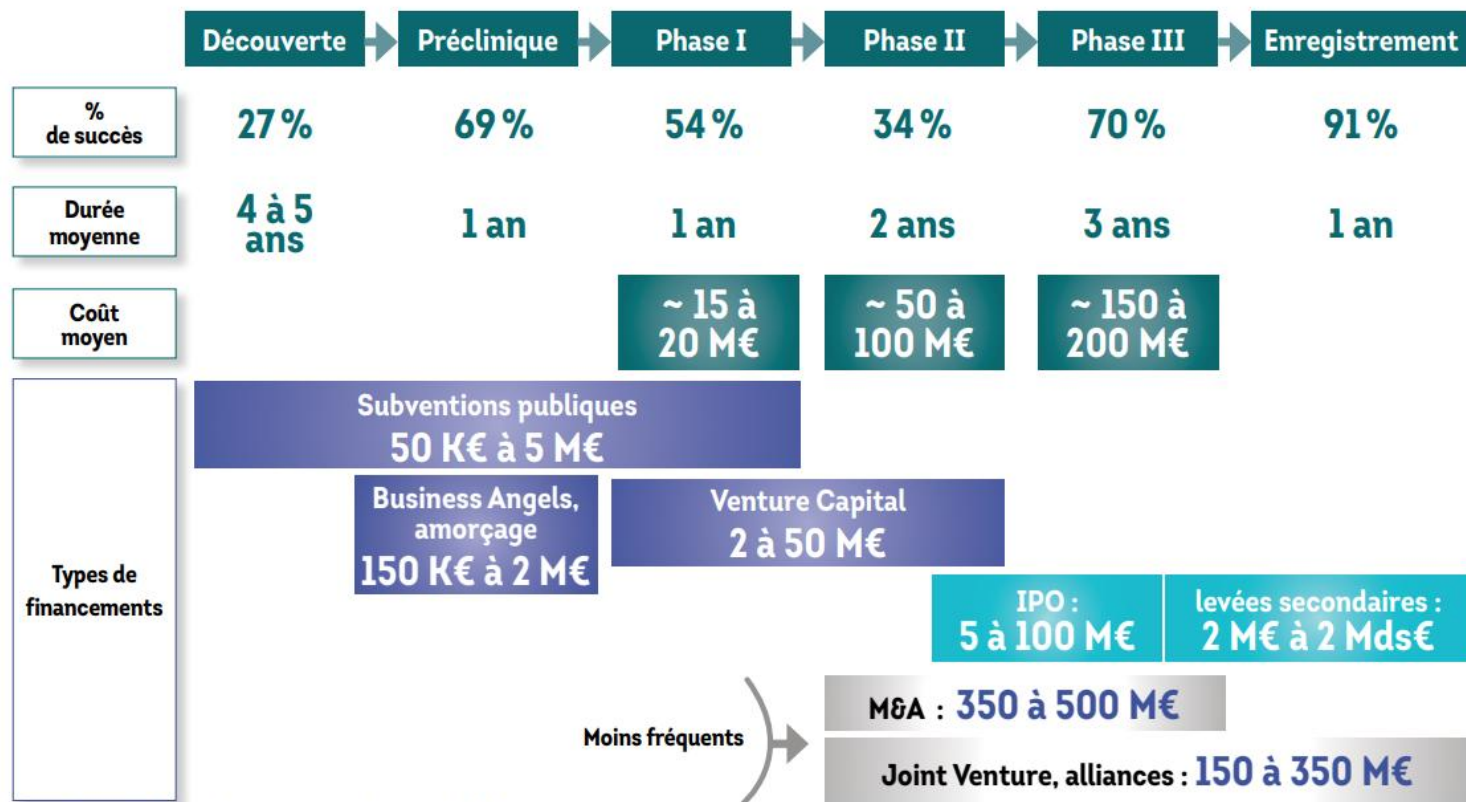 Découverte
Préclinique
Phase I
Phase II
Phase III
Enregistrement
%
de succès
27 %
69 %
54 %
34 %
70 %
91 %
Durée
moyenne
4 à 5
ans
1 an
1 an
2 ans
3 ans
1 an
Coût
moyen
~ 15 à
20 M€
~ 50 à
100 M€
~ 150 à
200 M€
Types de
financements
Subventions publiques
50 K€ à 5 M€
Business Angels,
amorçage
150 K€ à 2 M€
Venture Capital
2 à 50 M€
IPO :
5 à 100 M€
levées secondaires :
2 M€ à 2 Mds€
Moins fréquents
M&A : 350 à 500 M€
Joint Venture, alliances : 150 à 350 M€